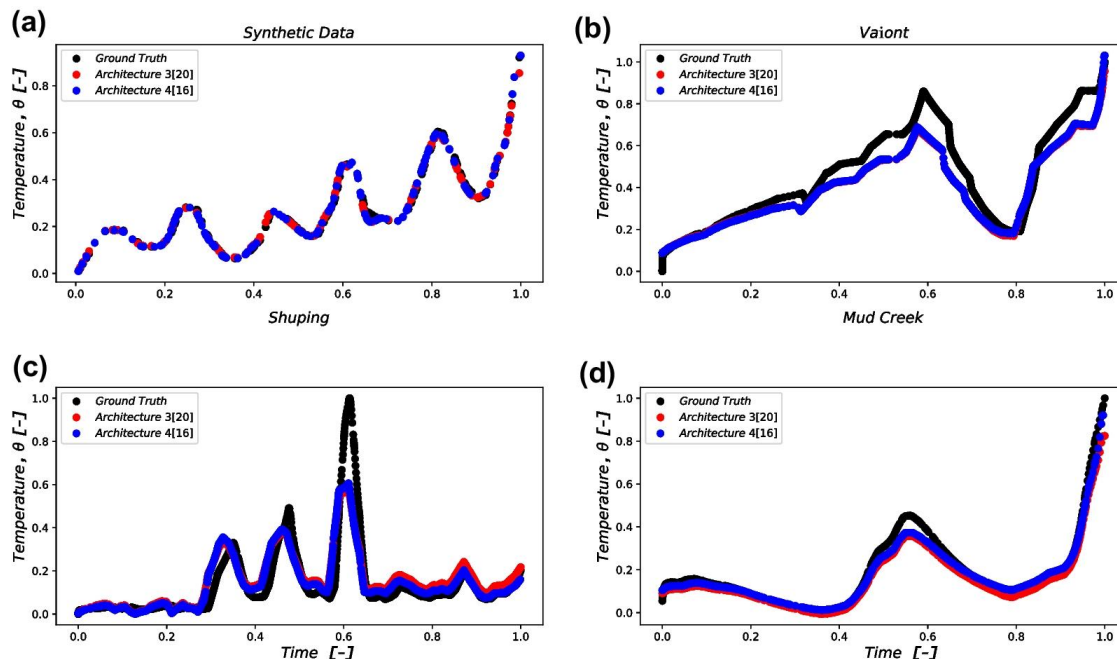 (a)
Synthetic Data
Temperature, θ [-]
0.8
0.6
0.4
0.2
0.0
Ground Truth
Architecture 3[20]
Architecture 4[16]
0.0 0.2 0.4 0.6 0.8 1.0
(b)
Vaiont
Temperature, θ [-]
1.0
0.8
0.6
0.4
0.2
0.0
Ground Truth
Architecture 3[20]
Architecture 4[16]
0.0 0.2 0.4 0.6 0.8 1.0
(c)
Shuping
Temperature, θ [-]
1.0
0.8
0.6
0.4
0.2
0.0
Ground Truth
Architecture 3[20]
Architecture 4[16]
0.0 0.2 0.4 0.6 0.8 1.0
Time [-]
(d)
Mud Creek
Temperature, θ [-]
1.0
0.8
0.6
0.4
0.2
0.0
Ground Truth
Architecture 3[20]
Architecture 4[16]
0.0 0.2 0.4 0.6 0.8 1.0
Time [-]